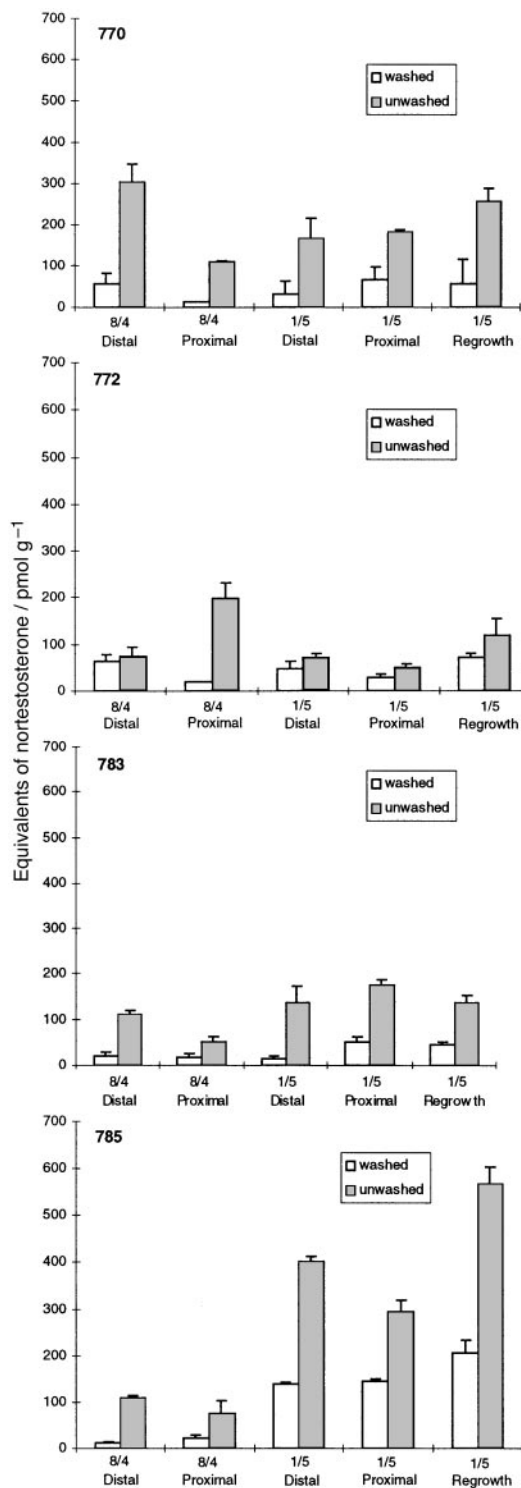 Equivalents of nortestosterone / pmol g−1
770
700
600
500
400
300
200
100
0
washed
unwashed
8/4 8/4 1/5 1/5 1/5
Distal Proximal Distal Proximal Regrowth
772
700
600
500
400
300
200
100
0
washed
unwashed
8/4 8/4 1/5 1/5 1/5
Distal Proximal Distal Proximal Regrowth
783
700
600
500
400
300
200
100
0
washed
unwashed
8/4 8/4 1/5 1/5 1/5
Distal Proximal Distal Proximal Regrowth
785
700
600
500
400
300
200
100
0
washed
unwashed
8/4 8/4 1/5 1/5 1/5
Distal Proximal Distal Proximal Regrowth